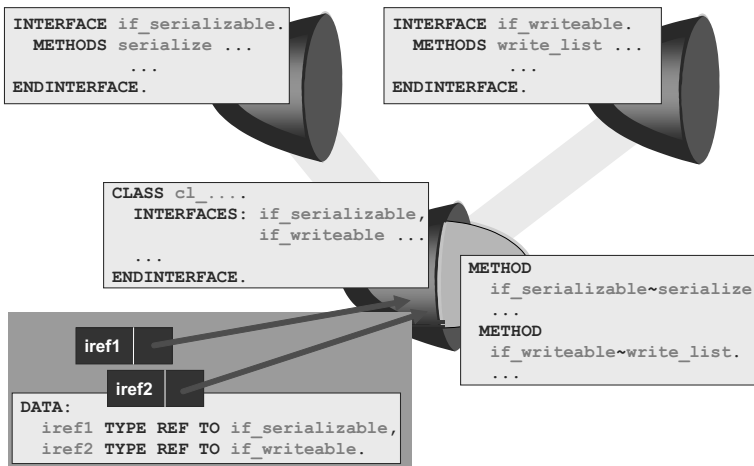 INTERFACE if_serializable.
METHODS serialize ...
...
ENDINTERFACE.
INTERFACE if_writeable.
METHODS write_list ...
...
ENDINTERFACE.
CLASS cl_....
INTERFACES: if_serializable,
if_writeable ...
...
ENDINTERFACE.
METHOD
if_serializable~serialize
...
METHOD
if_writeable~write_list.
...
iref1
iref2
DATA:
iref1 TYPE REF TO if_serializable,
iref2 TYPE REF TO if_writeable.